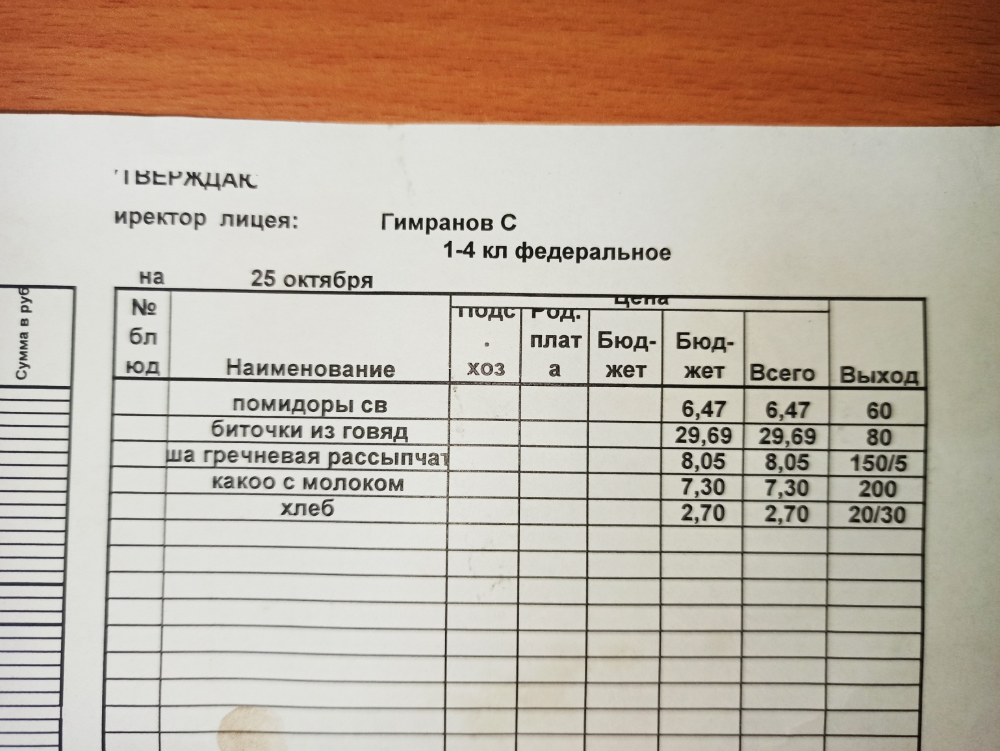 ТВЕРЖДАЮ
иректор лицея: Гимранов С
1-4 кл федеральное
на 25 октября
Сумма в руб
Цена
№ бл юд Наименование Подс . хоз Род. плат а Бюд- жет Бюд- жет Всего Выход
помидоры св 6,47 6,47 60
биточки из говяд 29,69 29,69 80
ша гречневая рассыпчат 8,05 8,05 150/5
какоо с молоком 7,30 7,30 200
хлеб 2,70 2,70 20/30